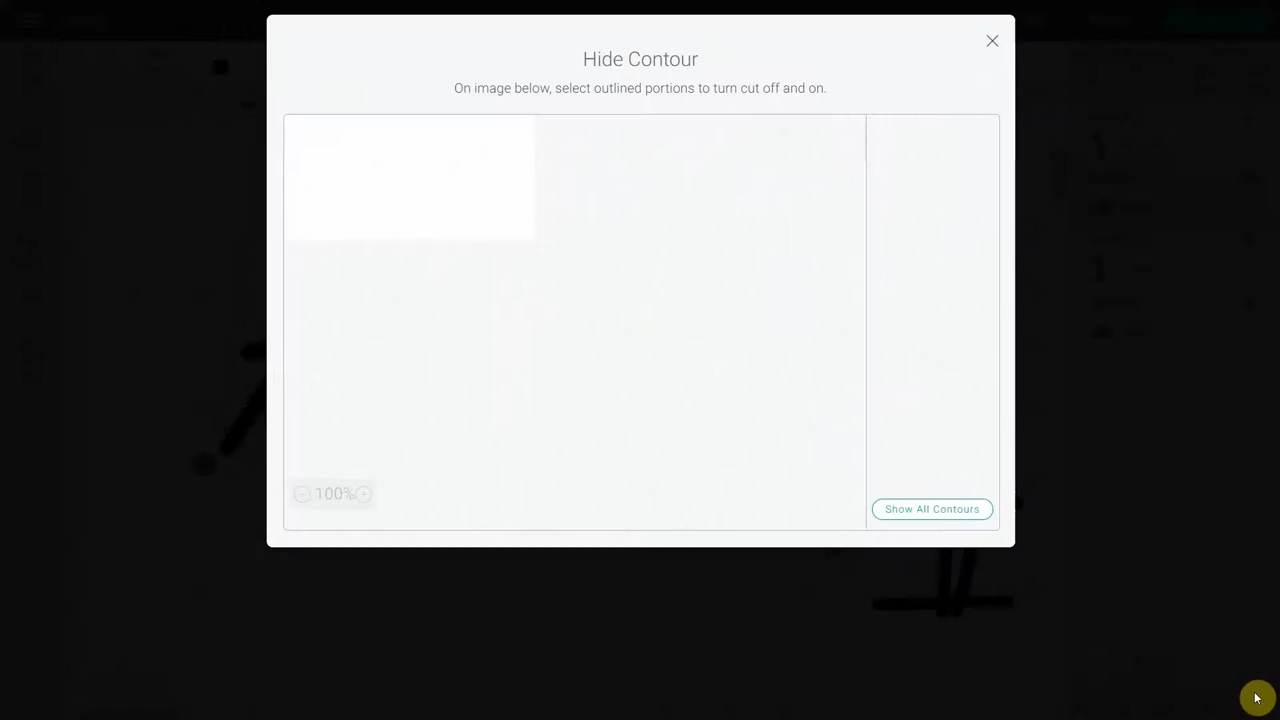 Hide Contour
On image below, select outlined portions to turn cut off and on.
100%
Show All Contours